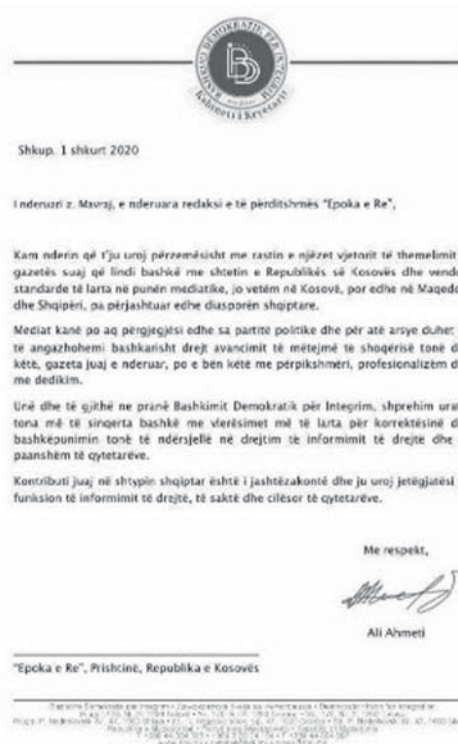 BASHKIMI DEMOKRATIK PËR INTEGRIM
BDI
Kabineti i Kryetarit
Shkup, 1 shkurt 2020
I nderuari z. Mavraj, e nderuara redaksi e të përditshmës "Epoka e Re",
Kam nderin që t'ju uroj përzemësisht me rastin e njëzet vjetorit të themelimit
gazetës suaj që lindi bashkë me shtetin e Republikës së Kosovës dhe vendo
standarde të larta në punën mediatike, jo vetëm në Kosovë, por edhe në Maqedo
dhe Shqipëri, pa përjashtuar edhe diasporën shqiptare.
Mediat kanë po aq përgjegjësi edhe sa partitë politike dhe për atë arsye duhet
të angazhohemi bashkarisht drejt avancimit të mëtejmë të shoqërisë tonë d
këtë, gazeta juaj e nderuar, po e bën këtë me përpikshmëri, profesionalizëm d
me dedikim.
Unë dhe të gjithë ne pranë Bashkimit Demokratik për Integrim, shprehim urat
tona më të sinqerta bashkë me vlerësimet më të larta për korrektësinë d
bashkëpunimin tonë të ndërsjellë në drejtim të informimit të drejtë dhe
paanshëm të qytetarëve.
Kontributi juaj në shtypin shqiptar është i jashtëzakontë dhe ju uroj jetëgjatësi
funksion të informimit të drejtë, të saktë dhe cilësor të qytetarëve.
Me respekt,
Ali Ahmeti
"Epoka e Re", Prishtinë, Republika e Kosovës